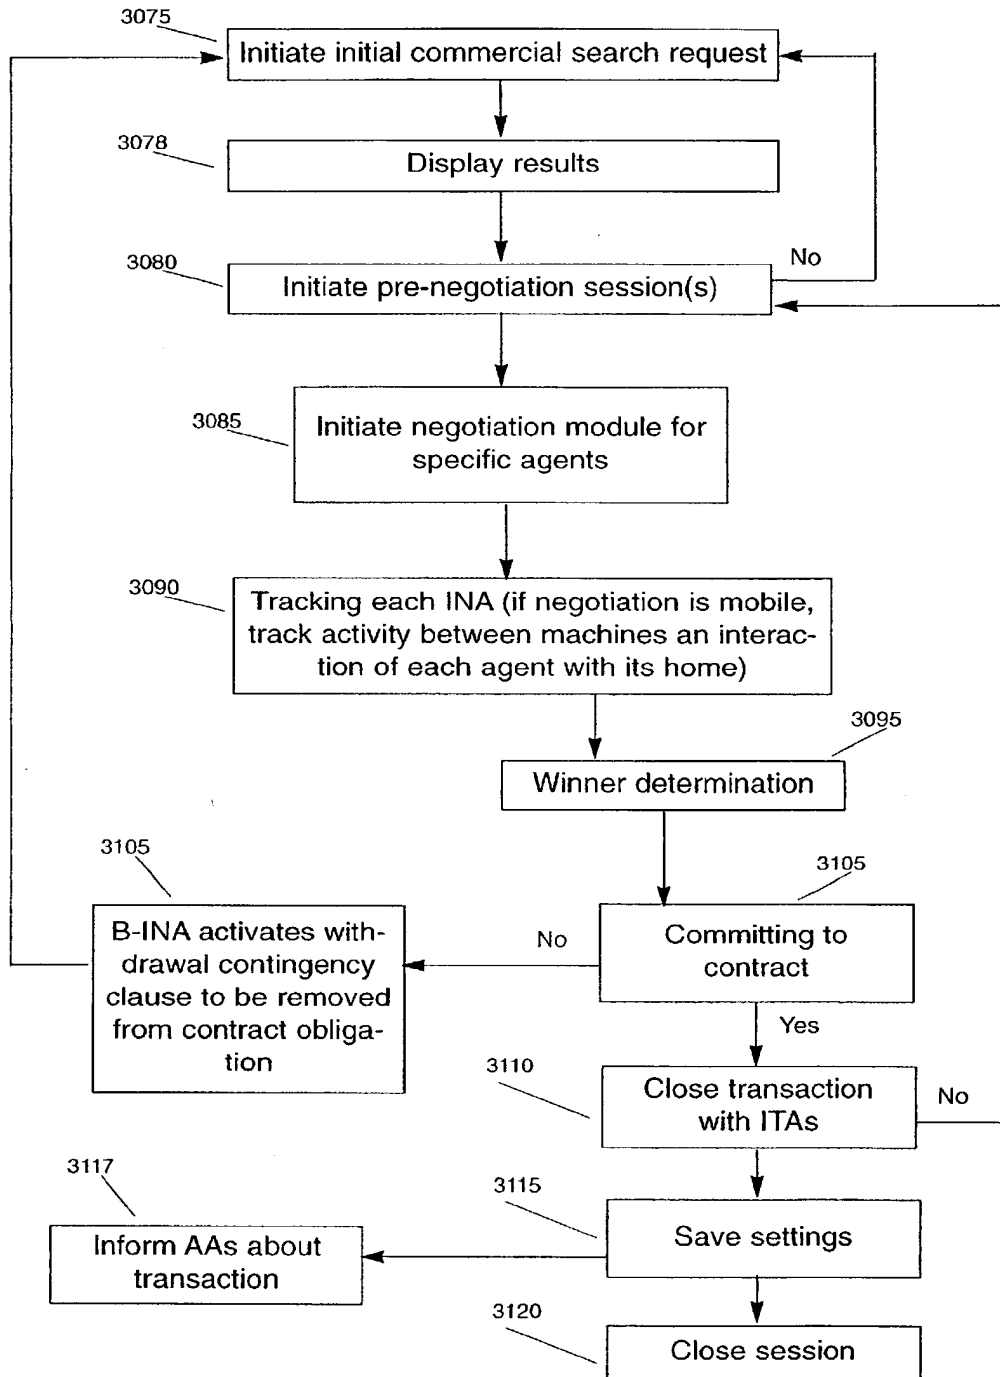 3075
Initiate initial commercial search request
3078
Display results
No
3080
Initiate pre-negotiation session(s)
3085
Initiate negotiation module for
specific agents
3090
Tracking each INA (if negotiation is mobile,
track activity between machines an interac-
tion of each agent with its home)
3095
Winner determination
3105
B-INA activates with-
drawal contingency
clause to be removed
from contract obliga-
tion
No
3105
Committing to
contract
Yes
3110
Close transaction
with ITAs
No
3117
Inform AAs about
transaction
3115
Save settings
3120
Close session